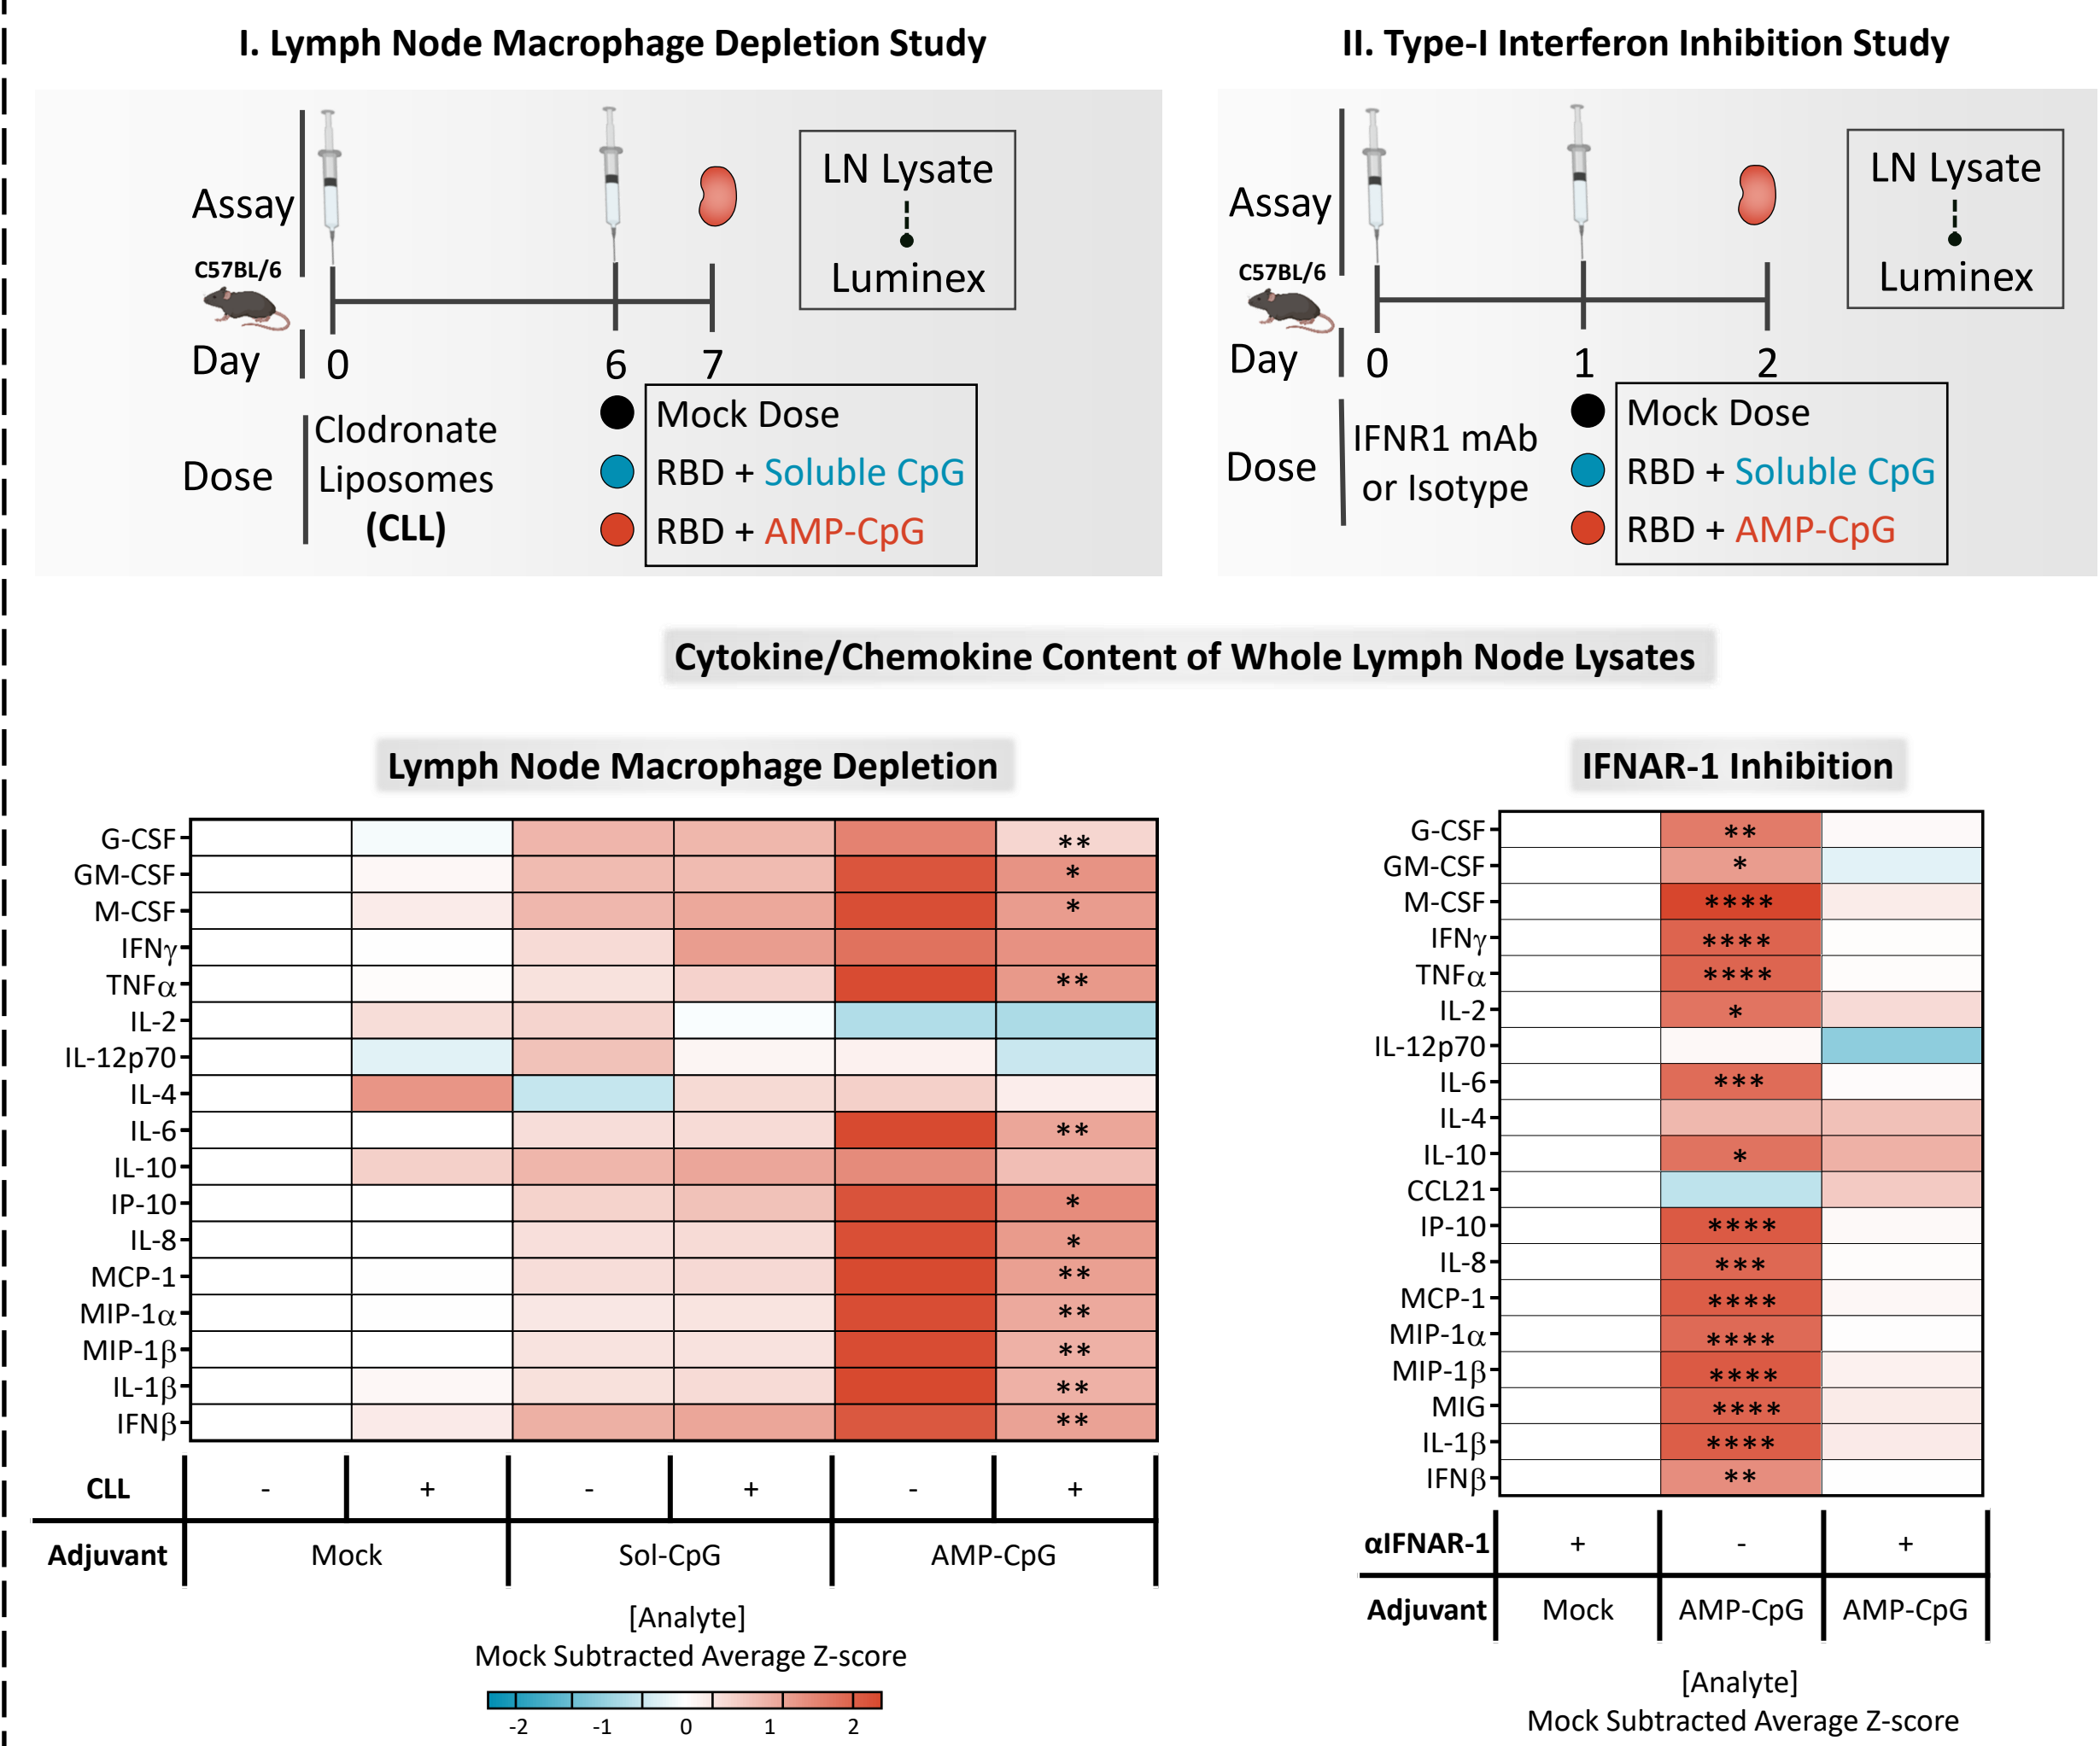 I. Lymph Node Macrophage Depletion Study
Assay
C57BL/6
Day
0
6
7
LN Lysate
Luminex
Dose
Clodronate
Liposomes
(CLL)
Mock Dose
RBD + Soluble CpG
RBD + AMP-CpG
II. Type-I Interferon Inhibition Study
Assay
C57BL/6
Day
0
1
2
LN Lysate
Luminex
Dose
IFNR1 mAb
or Isotype
Mock Dose
RBD + Soluble CpG
RBD + AMP-CpG
Cytokine/Chemokine Content of Whole Lymph Node Lysates
Lymph Node Macrophage Depletion
G-CSF **
GM-CSF *
M-CSF *
IFNγ
TNFα **
IL-2
IL-12p70
IL-4
IL-6 **
IL-10
IP-10 *
IL-8 *
MCP-1 **
MIP-1α **
MIP-1β **
IL-1β **
IFNβ **
CLL - + - + - +
Adjuvant Mock Sol-CpG AMP-CpG
[Analyte]
Mock Subtracted Average Z-score
-2 -1 0 1 2
IFNAR-1 Inhibition
G-CSF **
GM-CSF *
M-CSF ****
IFNγ ****
TNFα ****
IL-2 *
IL-12p70
IL-6 ***
IL-4
IL-10 *
CCL21
IP-10 ****
IL-8 ***
MCP-1 ****
MIP-1α ****
MIP-1β ****
MIG ****
IL-1β ****
IFNβ **
αIFNAR-1 + - +
Adjuvant Mock AMP-CpG AMP-CpG
[Analyte]
Mock Subtracted Average Z-score